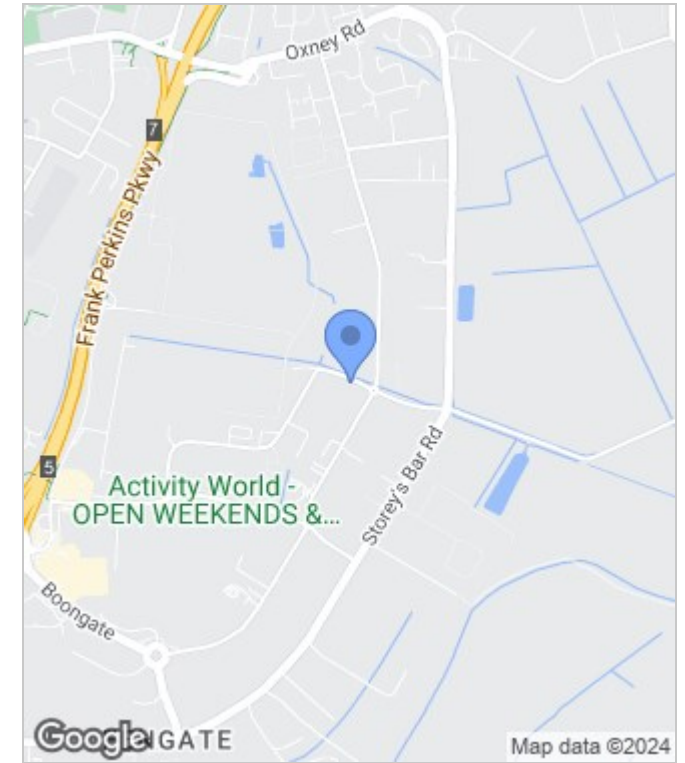 Oxney Rd
7
Frank Perkins Pkwy
5
Activity World -
OPEN WEEKENDS &...
Storey's Bar Rd
Boongate
Google
NGATE
Map data ©2024